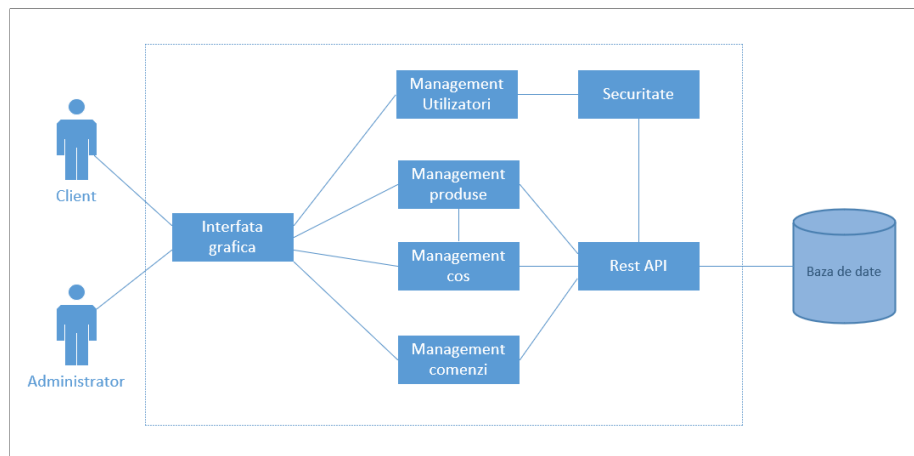 Management
Utilizatori
Securitate
Client
Management
produse
Interfata
grafica
Management
cos
Rest API
Baza de date
Administrator
Management
comenzi